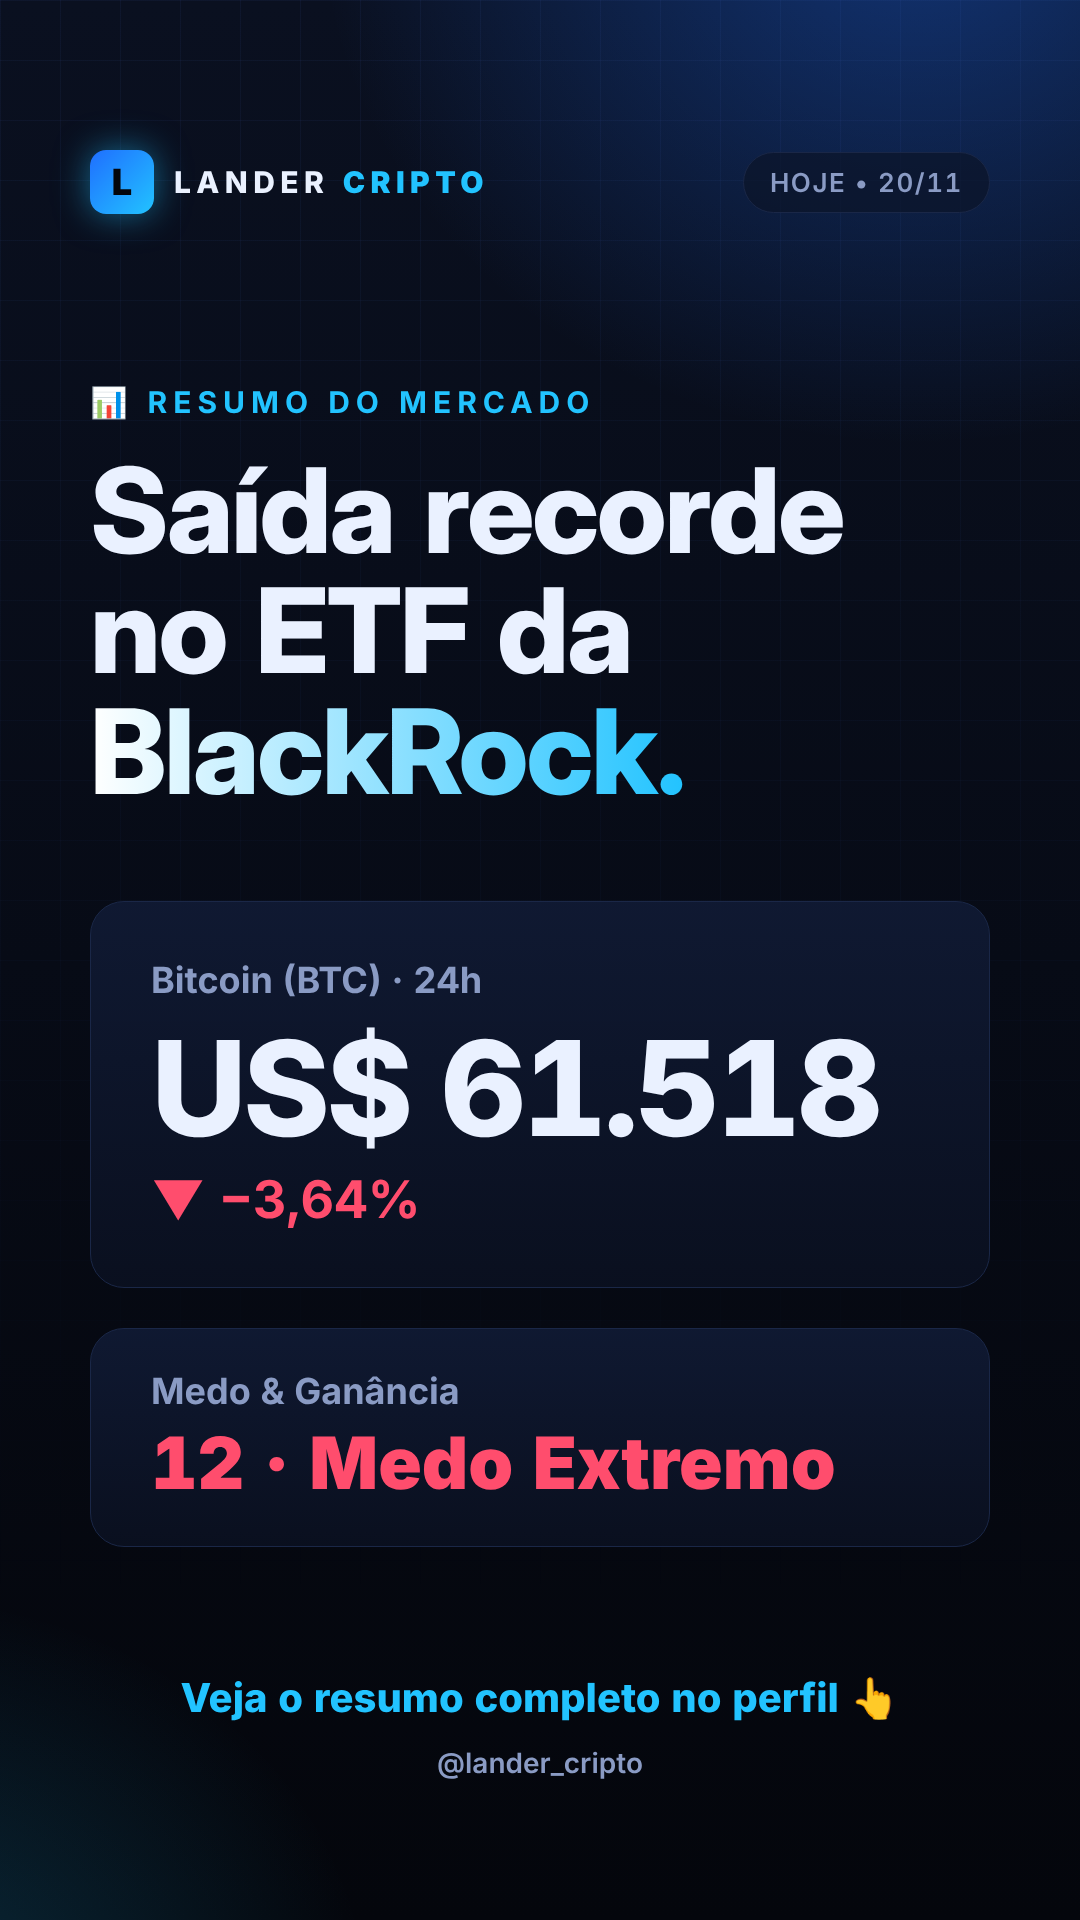 L LANDER CRIPTO
HOJE • 20/11
📊 RESUMO DO MERCADO
Saída recorde
no ETF da
BlackRock.
Bitcoin (BTC) · 24h
US$ 61.518
▼ −3,64%
Medo & Ganância
12 · Medo Extremo
Veja o resumo completo no perfil 👆
@lander_cripto